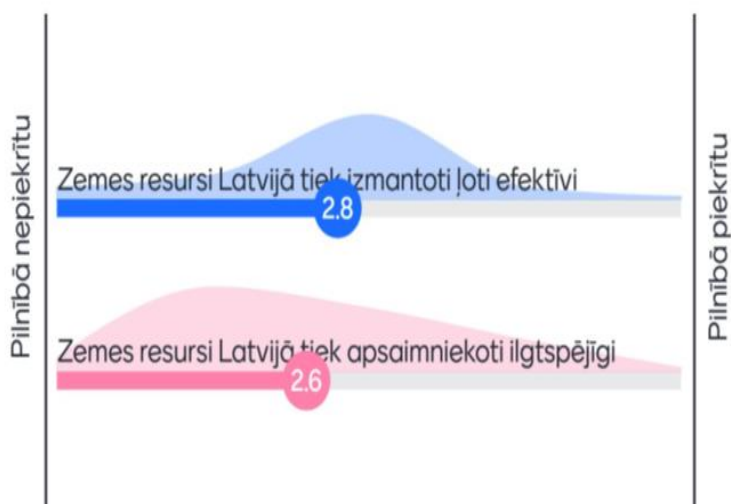 Pilnībā nepiekrītu
Zemes resursi Latvijā tiek izmantoti ļoti efektīvi
2.8
Zemes resursi Latvijā tiek apsaimniekoti ilgtspējīgi
2.6
Pilnībā piekrītu